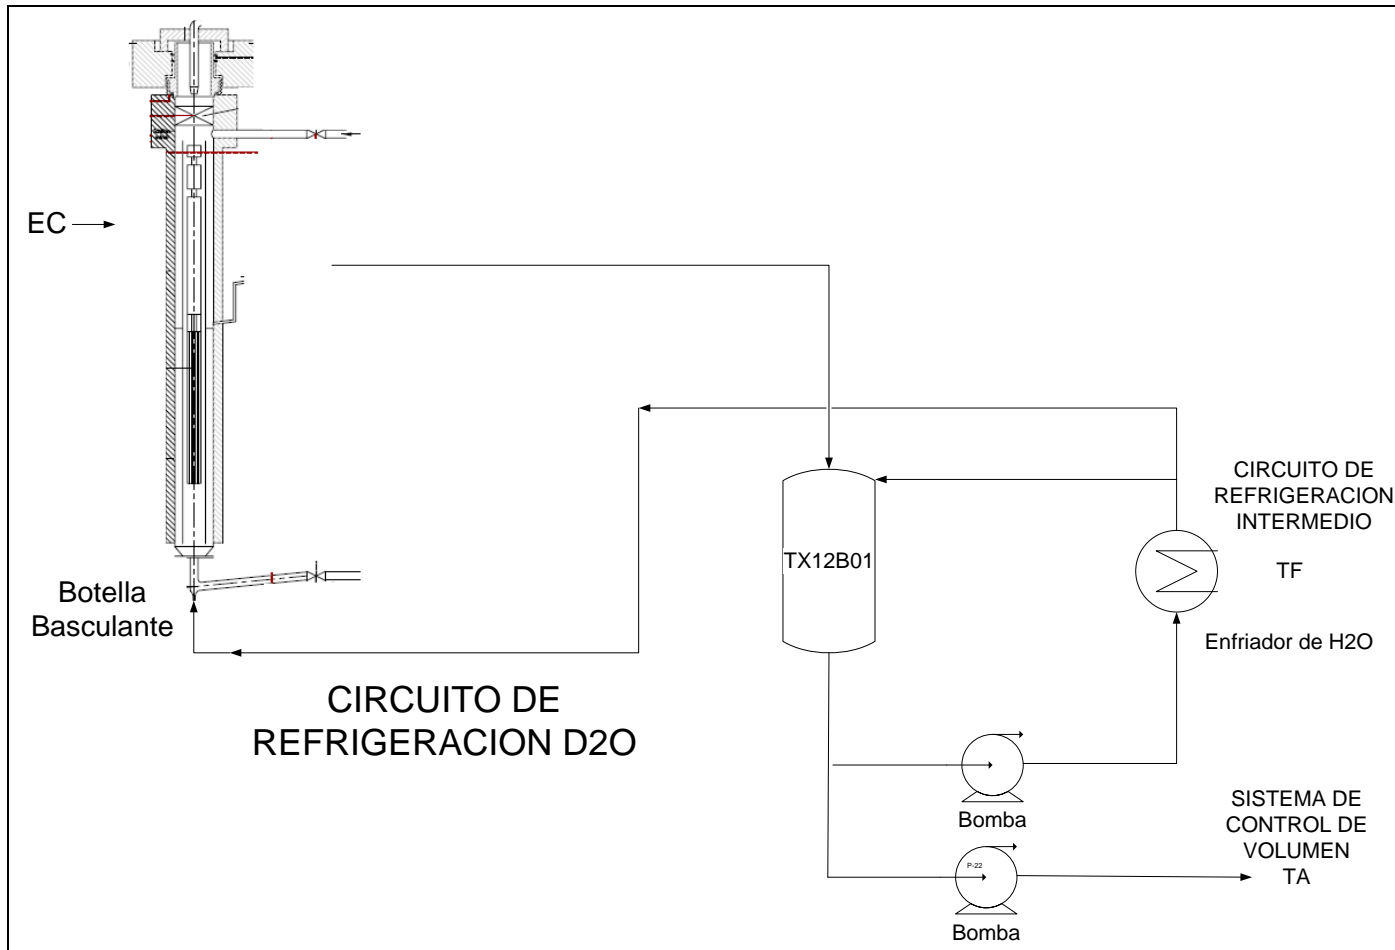 EC
Botella
Basculante
CIRCUITO DE
REFRIGERACION D2O
TX12B01
CIRCUITO DE
REFRIGERACION
INTERMEDIO
TF
Enfriador de H2O
Bomba
P-22
Bomba
SISTEMA DE
CONTROL DE
VOLUMEN
TA